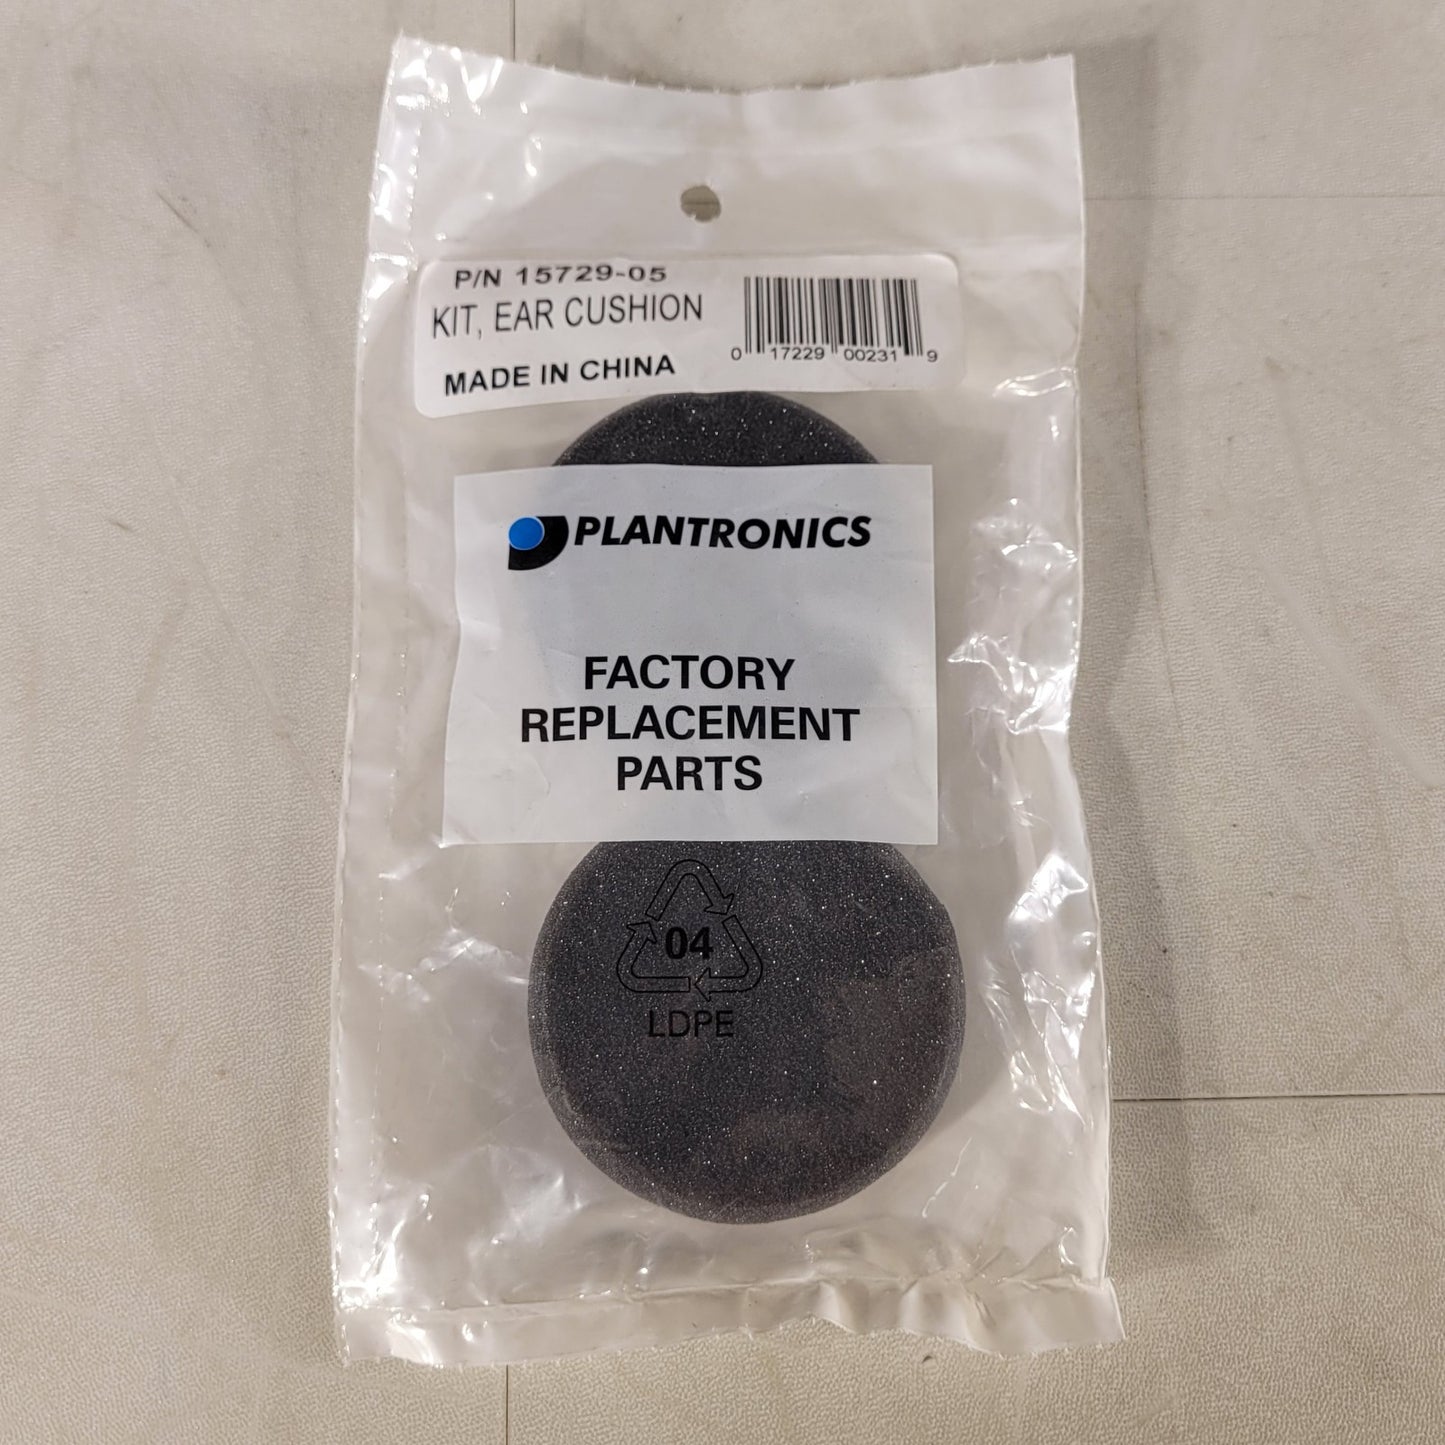 P/N 15729-05
KIT, EAR CUSHION
MADE IN CHINA
0 17229 00231 9
PLANTRONICS
FACTORY
REPLACEMENT
PARTS
04
LDPE